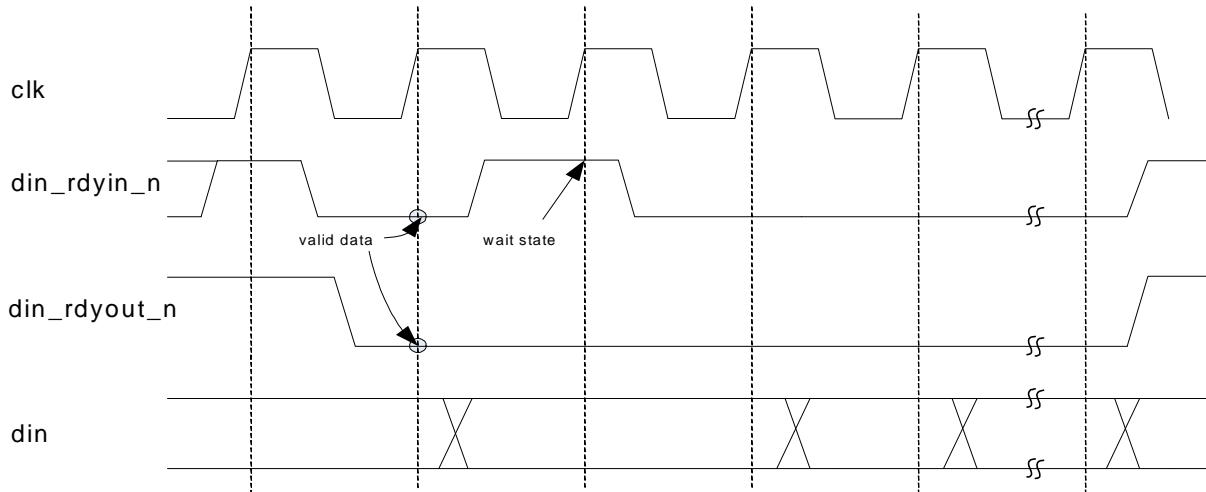 clk
din_rdyin_n
valid data
wait state
din_rdyout_n
din